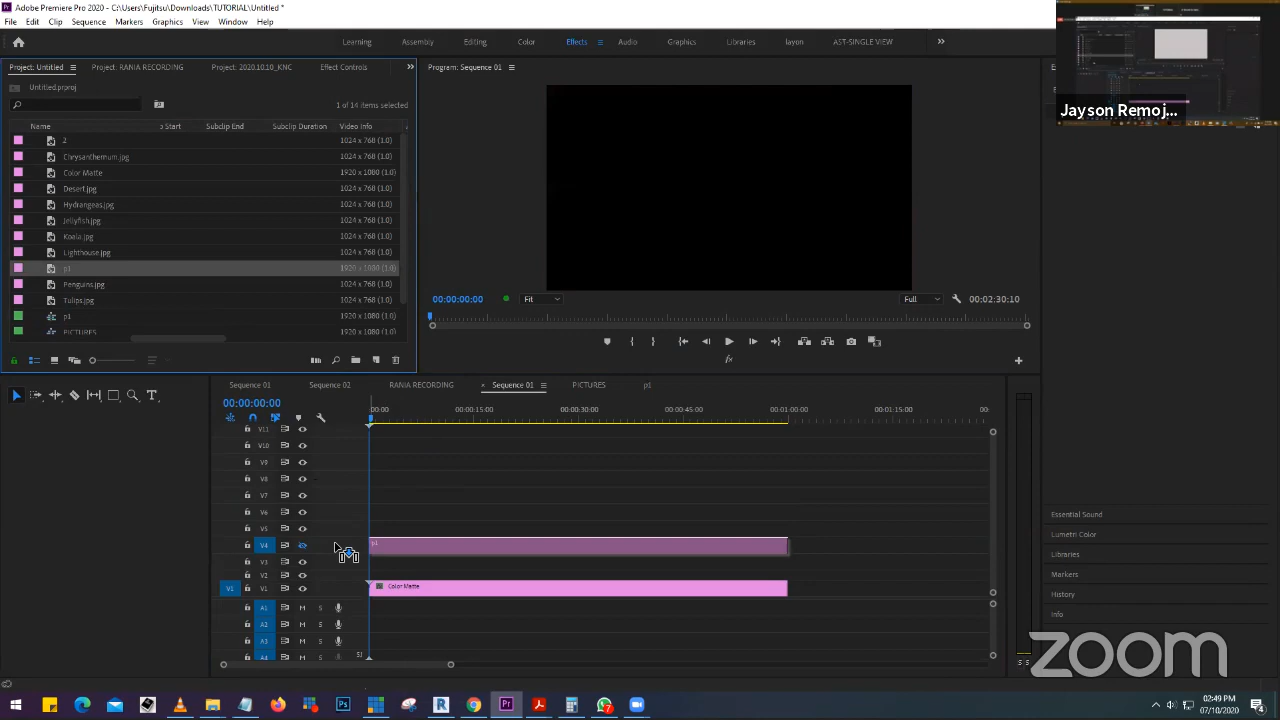 Adobe Premiere Pro 2020 - C:\Users\Fujitsu\Downloads\TUTORIAL\Untitled *
File Edit Clip Sequence Markers Graphics View Window Help
Learning Assembly Editing Color Effects Audio Graphics Libraries layon AST-SINGLE VIEW
Jayson Remoj...
Project: Untitled Project: RANIA RECORDING Project: 2020.10.10_KNC Effect Controls
Program: Sequence 01
Untitled.prproj
1 of 14 items selected
Name Start Subclip End Subclip Duration Video Info
2 1024 x 768 (1.0)
Chrysanthemum.jpg 1024 x 768 (1.0)
Color Matte 1920 x 1080 (1.0)
Desert.jpg 1024 x 768 (1.0)
Hydrangeas.jpg 1024 x 768 (1.0)
Jellyfish.jpg 1024 x 768 (1.0)
Koala.jpg 1024 x 768 (1.0)
Lighthouse.jpg 1024 x 768 (1.0)
p1 1920 x 1080 (1.0)
Penguins.jpg 1024 x 768 (1.0)
Tulips.jpg 1024 x 768 (1.0)
p1 1920 x 1080 (1.0)
PICTURES 1920 x 1080 (1.0)
00:00:00:00 Fit Full 00:02:30:10
Sequence 01 Sequence 02 RANIA RECORDING Sequence 01 PICTURES p1
00:00:00:00
00:00 00:00:15:00 00:00:30:00 00:00:45:00 00:01:00:00 00:01:15:00 00:
V11
V10
V9
V8
V7
V6
V5
V4 p1
V3
V2
V1 V1 Color Matte
A1 M S
A2 M S
A3 M S
A4 M S
S S
Essential Sound
Lumetri Color
Libraries
Markers
History
Info
zoom
02:49 PM
07/10/2020